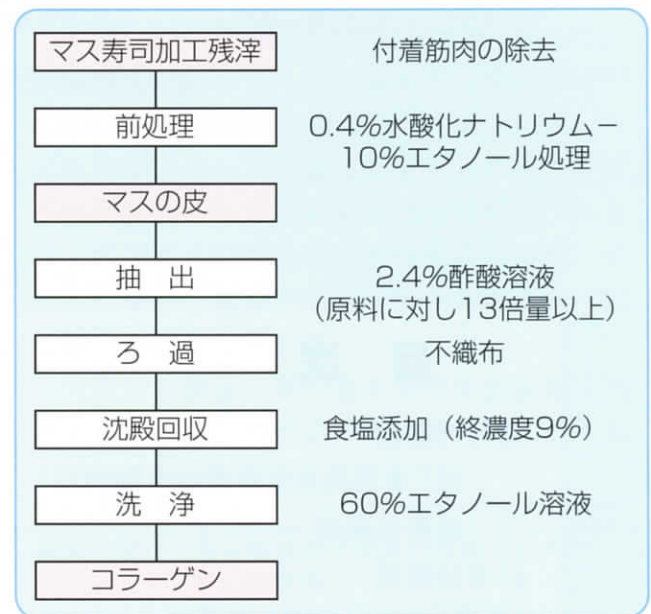 マス寿司加工残滓 付着筋肉の除去
前処理 0.4%水酸化ナトリウム−
10%エタノール処理
マスの皮
抽　出 2.4%酢酸溶液
（原料に対し13倍量以上）
ろ　過 不織布
沈殿回収 食塩添加（終濃度9%）
洗　浄 60%エタノール溶液
コラーゲン